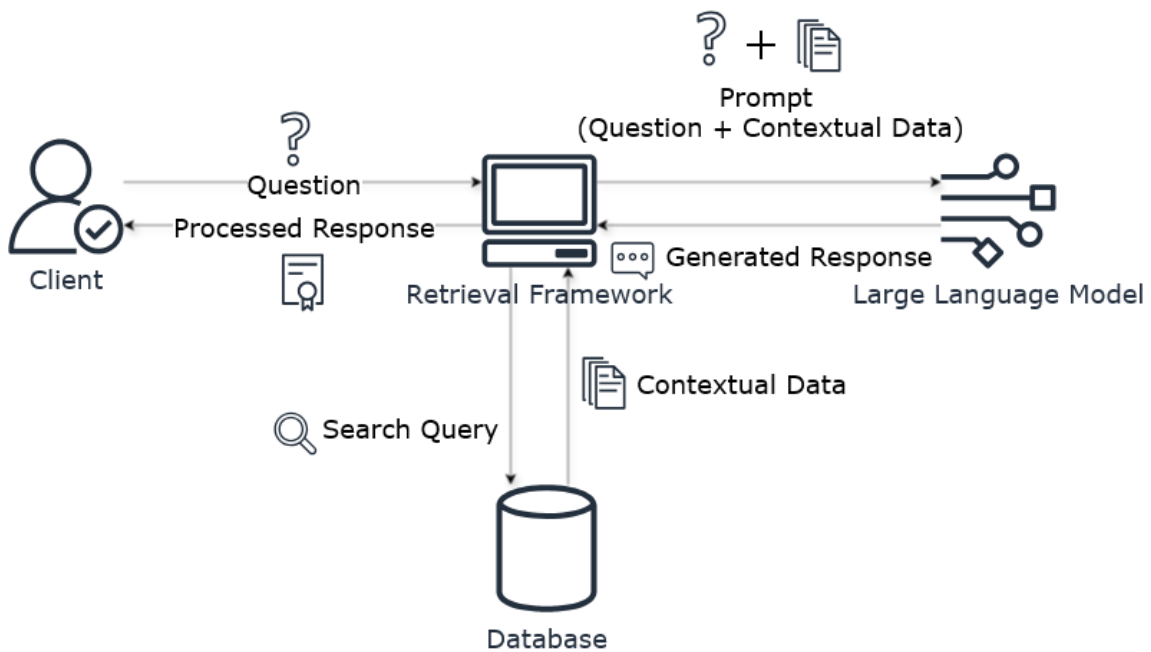 Prompt
(Question + Contextual Data)
Question
Processed Response
Client
Generated Response
Retrieval Framework
Large Language Model
Contextual Data
Search Query
Database